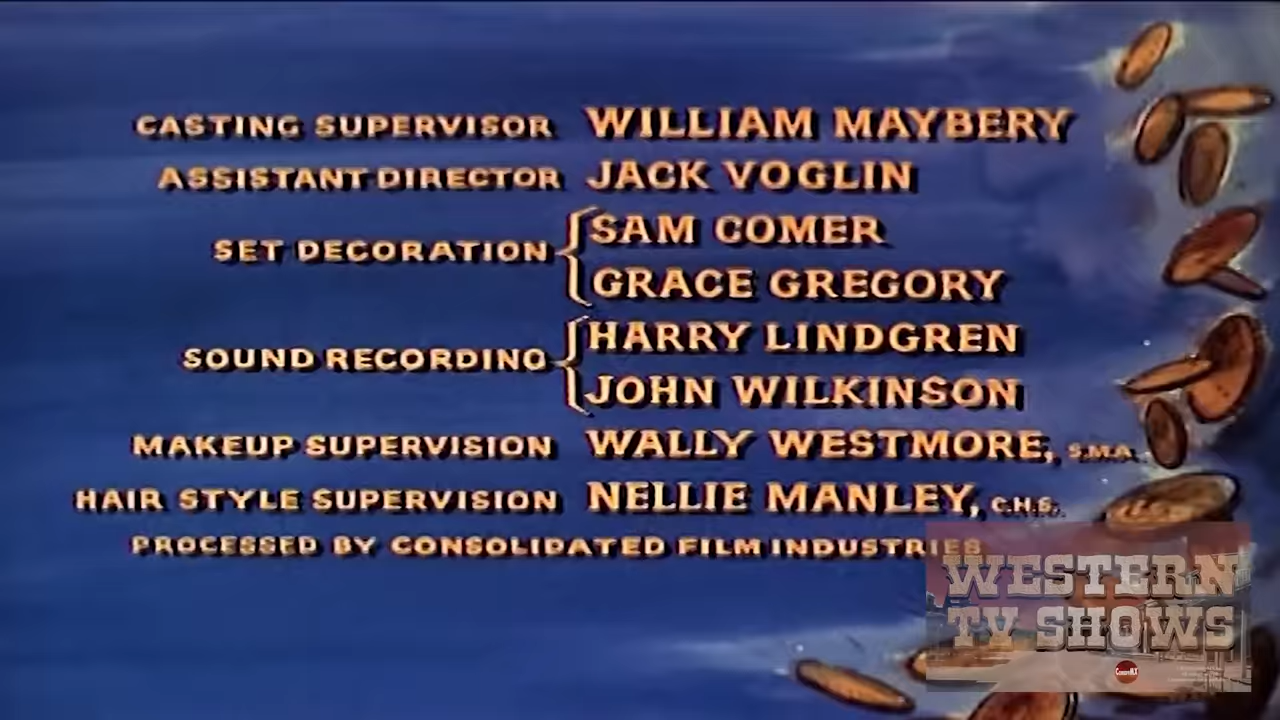 CASTING SUPERVISOR WILLIAM MAYBERY
ASSISTANT DIRECTOR JACK VOGLIN
SET DECORATION SAM COMER
GRACE GREGORY
SOUND RECORDING HARRY LINDGREN
JOHN WILKINSON
MAKEUP SUPERVISION WALLY WESTMORE, S.M.A.
HAIR STYLE SUPERVISION NELLIE MANLEY, C.H.S.
PROCESSED BY CONSOLIDATED FILM INDUSTRIES
WESTERN
TV SHOWS